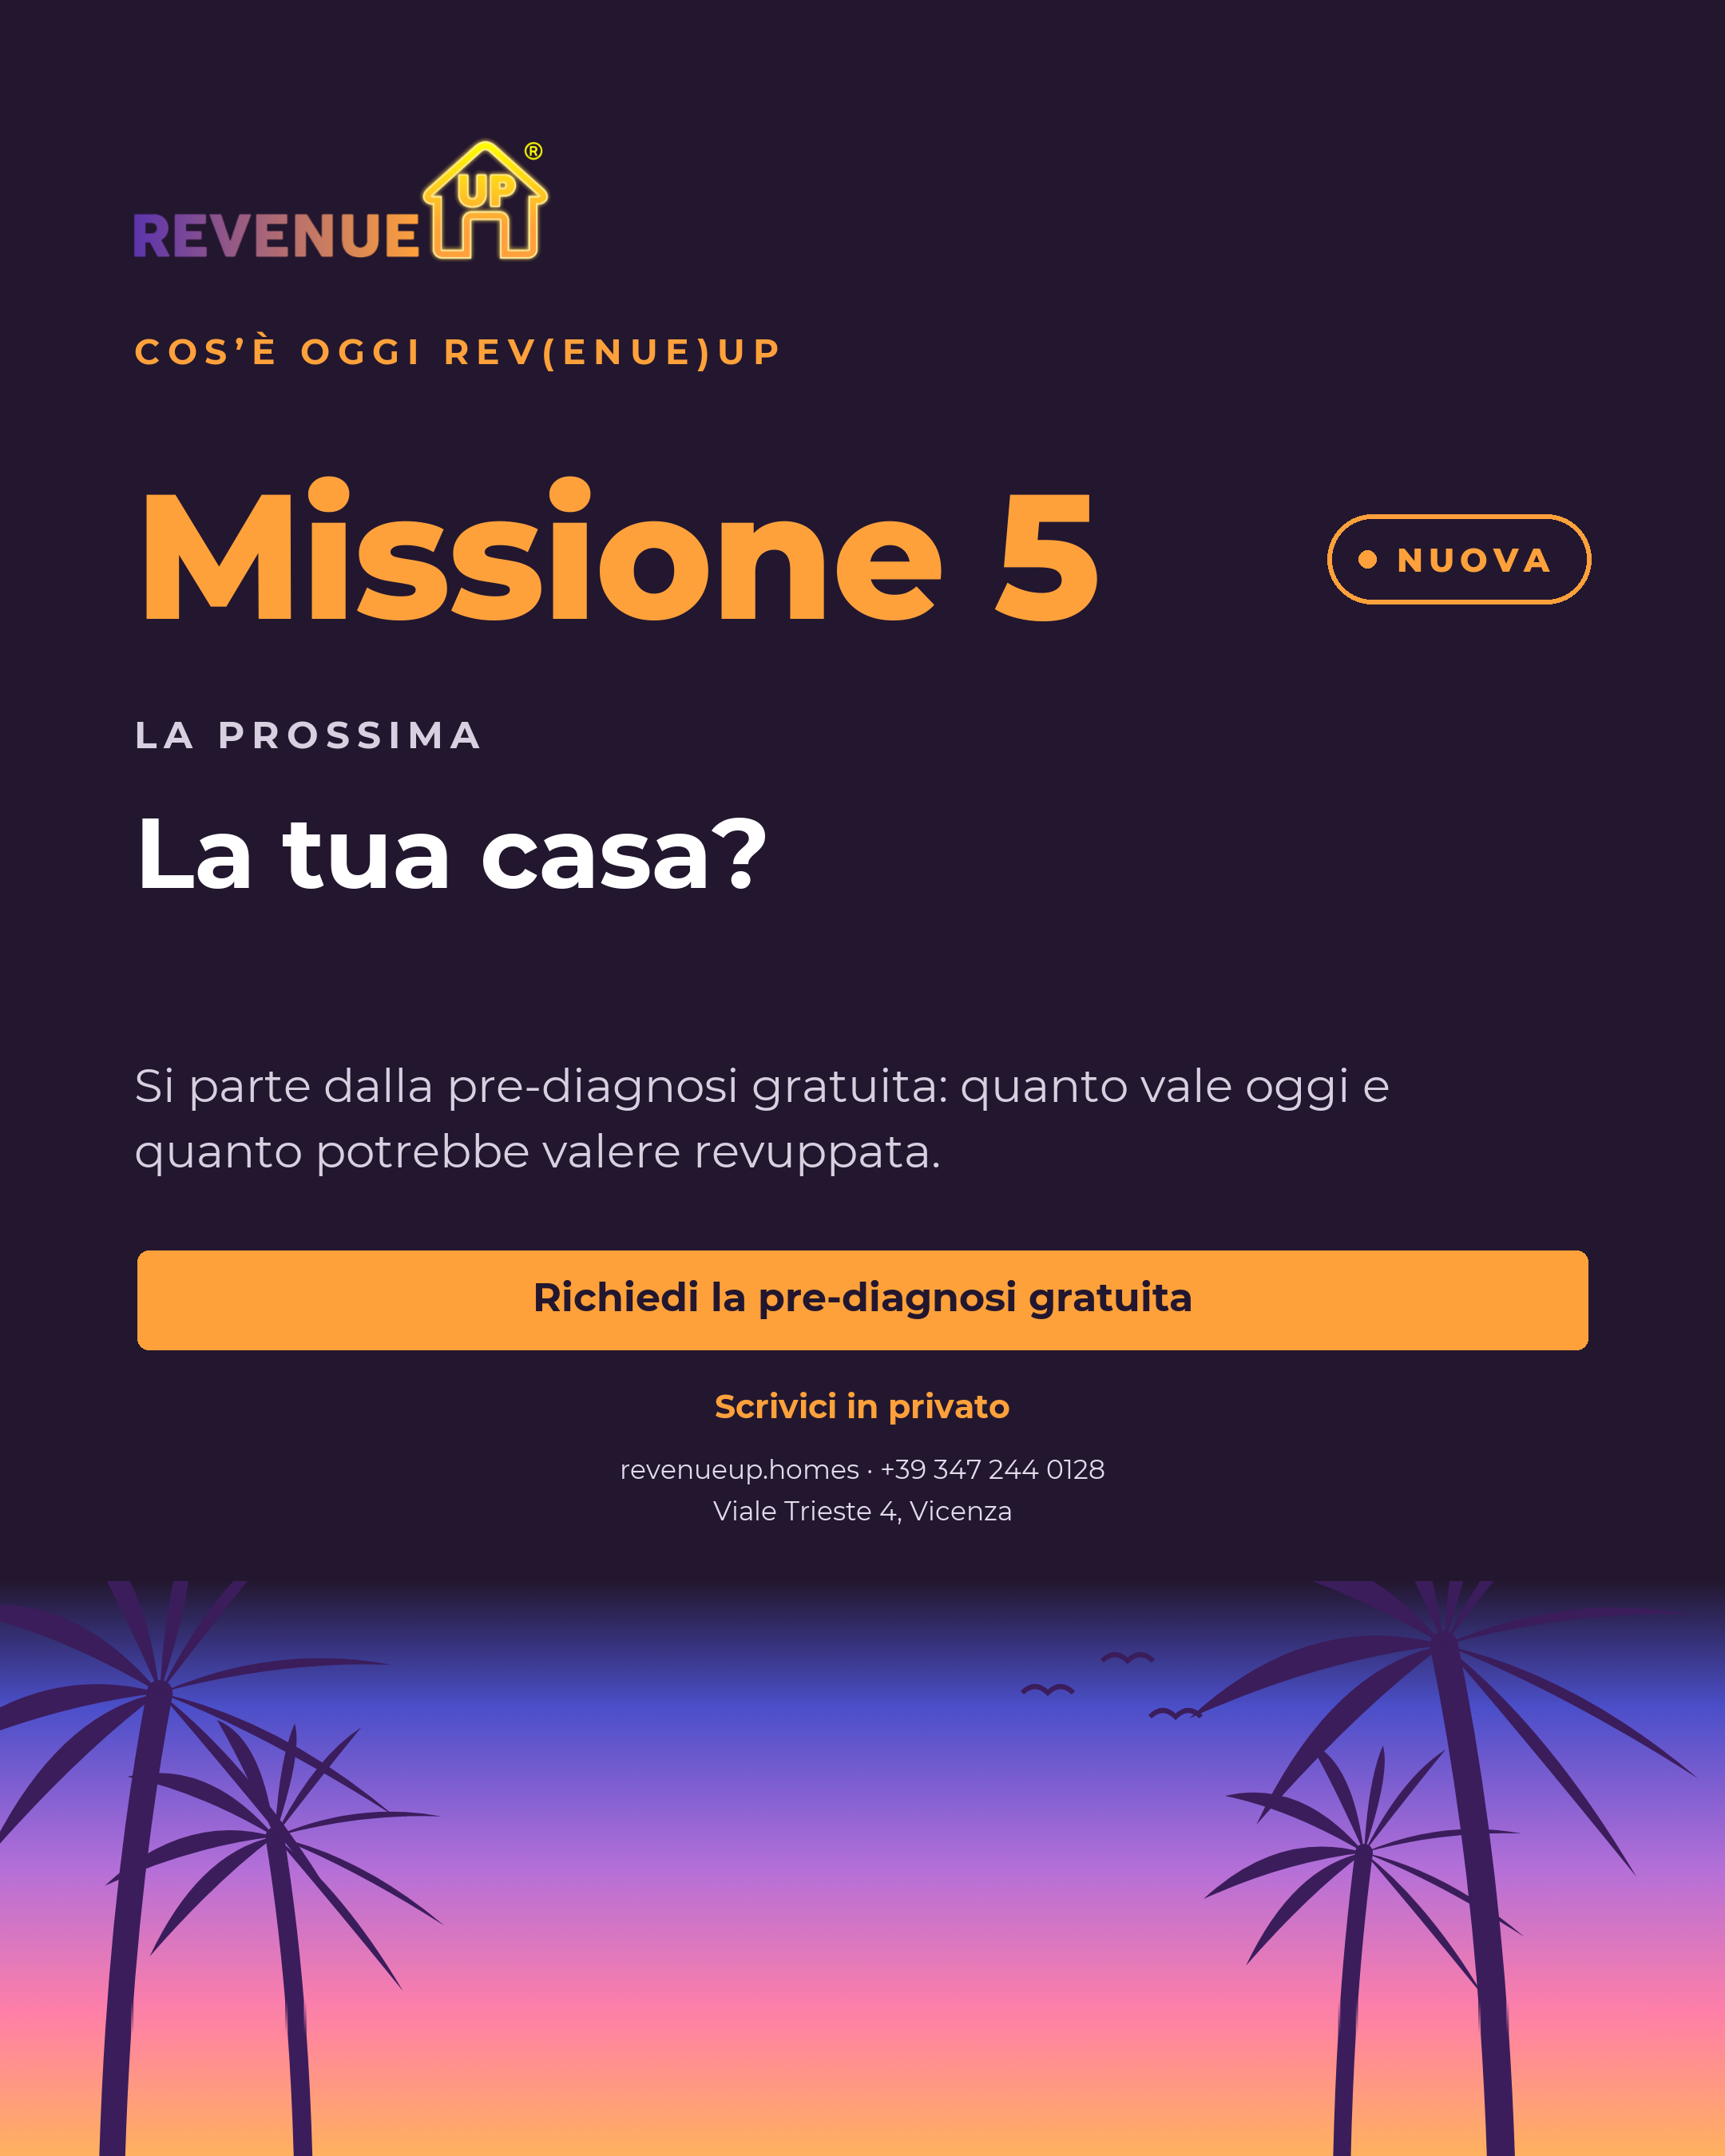 REVENUE UP ®
COS’È OGGI REV(ENUE)UP
Missione 5
NUOVA
LA PROSSIMA
La tua casa?
Si parte dalla pre-diagnosi gratuita: quanto vale oggi e
quanto potrebbe valere revuppata.
Richiedi la pre-diagnosi gratuita
Scrivici in privato
revenueup.homes · +39 347 244 0128
Viale Trieste 4, Vicenza